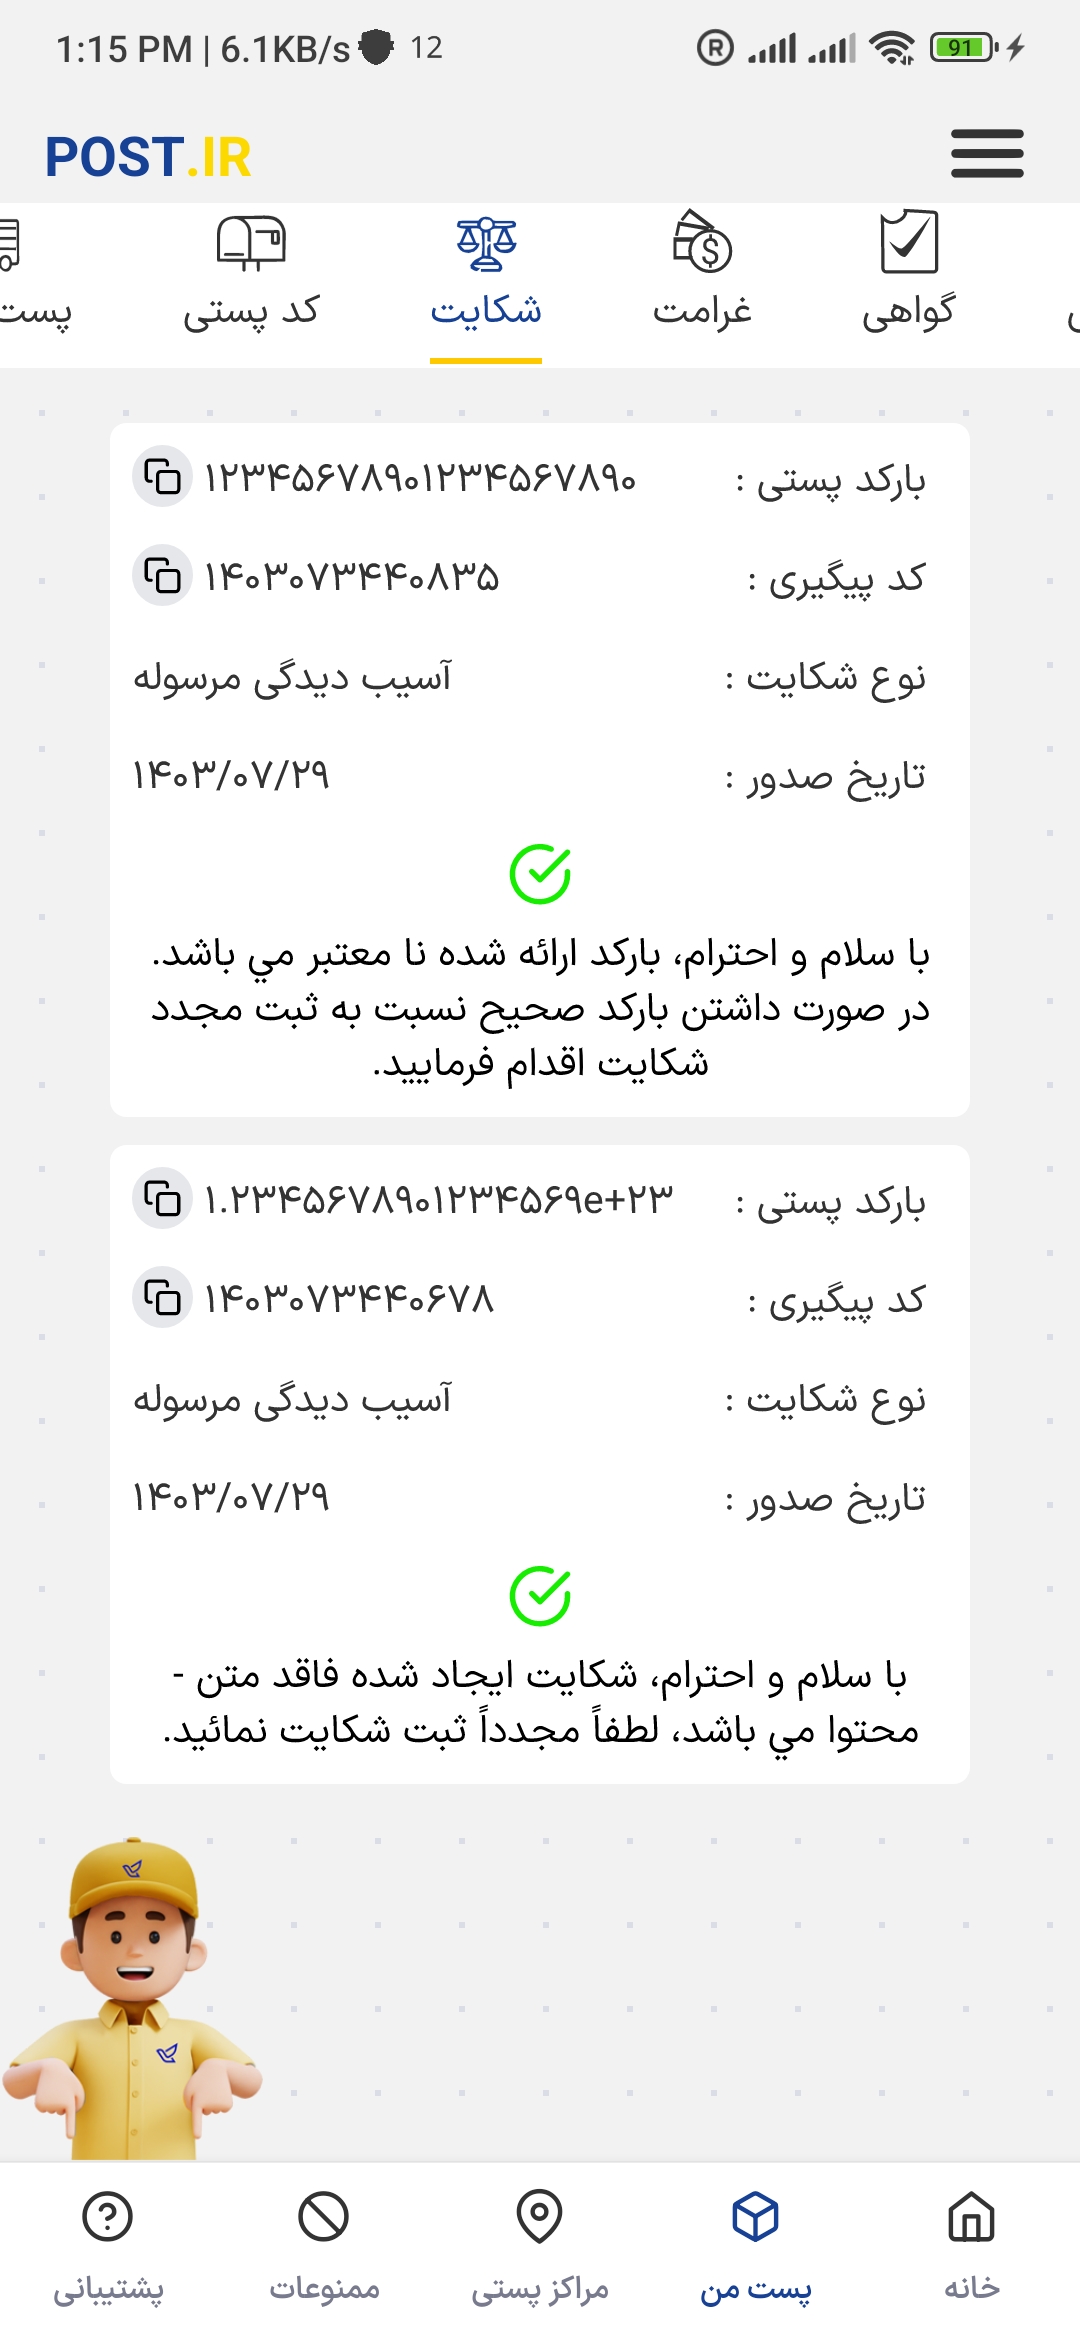 1:15 PM | 6.1KB/s 12
91
POST.IR
گواهی
غرامت
شکایت
کد پستی
پست
بارکد پستی : ۱۲۳۴۵۶۷۸۹۰۱۲۳۴۵۶۷۸۹۰
کد پیگیری : ۱۴۰۳۰۷۳۴۴۰۸۳۵
نوع شکایت : آسیب دیدگی مرسوله
تاریخ صدور : ۱۴۰۳/۰۷/۲۹
با سلام و احترام، بارکد ارائه شده نا معتبر مي باشد.
در صورت داشتن بارکد صحیح نسبت به ثبت مجدد
شکایت اقدام فرمایید.
بارکد پستی : ۱.۲۳۴۵۶۷۸۹۰۱۲۳۴۵۶۹e+۲۳
کد پیگیری : ۱۴۰۳۰۷۳۴۴۰۶۷۸
نوع شکایت : آسیب دیدگی مرسوله
تاریخ صدور : ۱۴۰۳/۰۷/۲۹
با سلام و احترام، شکایت ایجاد شده فاقد متن -
محتوا مي باشد، لطفاً مجدداً ثبت شکایت نمائید.
خانه
پست من
مراکز پستی
ممنوعات
پشتیبانی